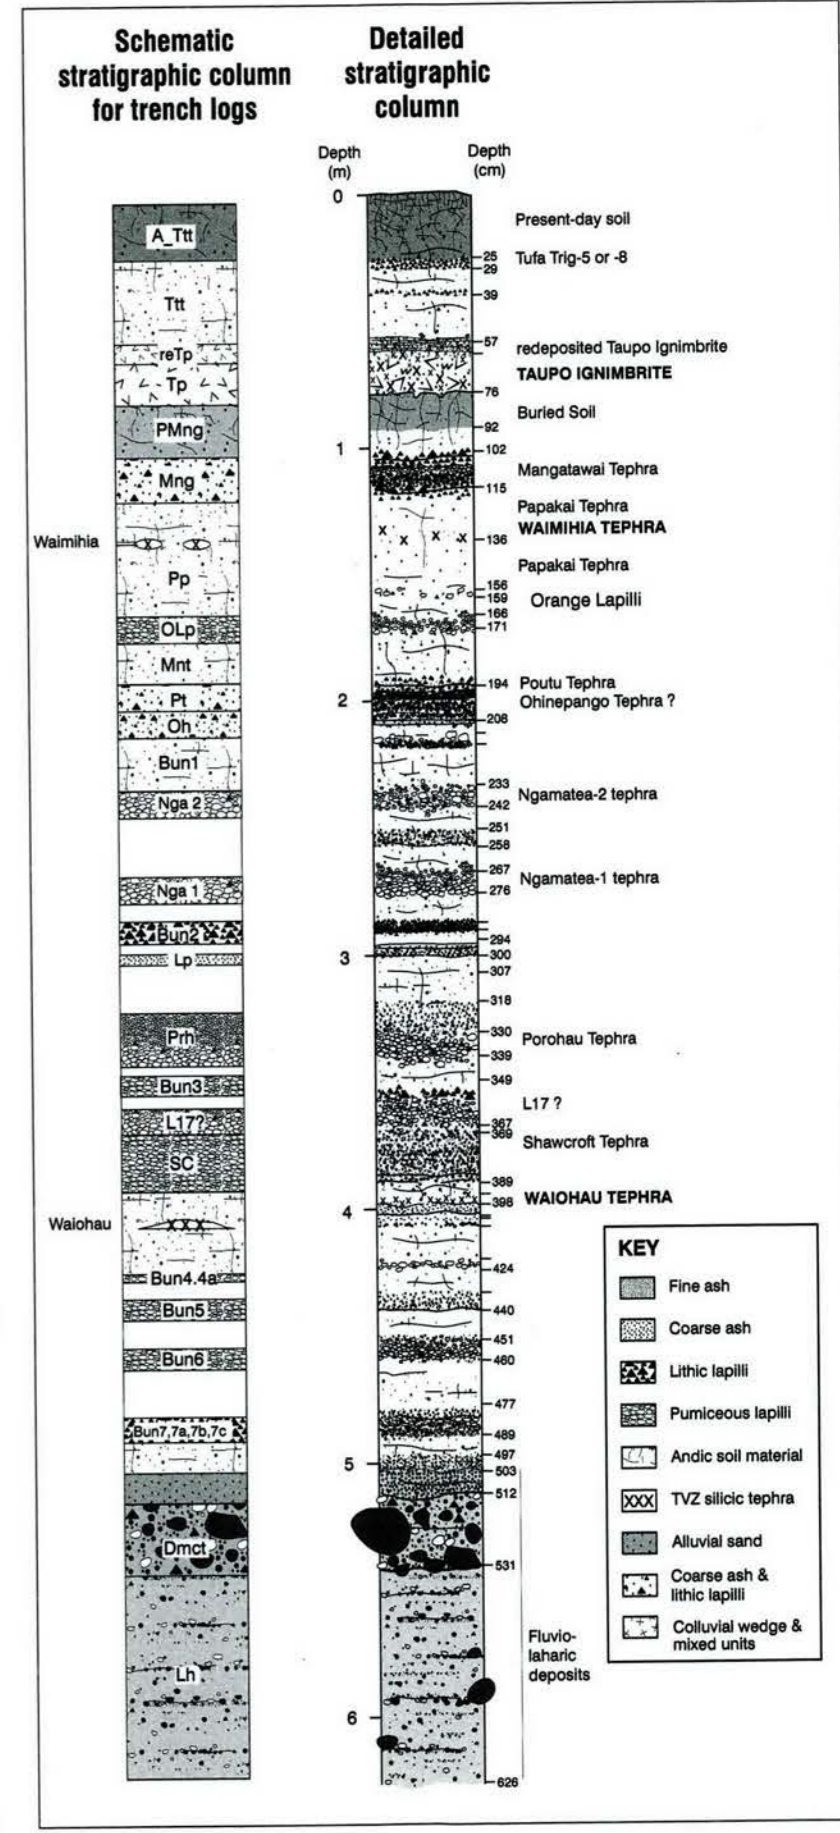 Schematic
stratigraphic column
for trench logs
Detailed
stratigraphic
column
Depth
(m)
Depth
(cm)
0
1
2
3
4
5
6
A_Ttt
Ttt
reTp
Tp
PMng
Mng
Waimihia
X X
Pp
OLp
Mnt
Pt
Oh
Bun1
Nga 2
Nga 1
Bun2
Lp
Prh
Bun3
L17?
SC
Waiohau
XXX
Bun4.4a
Bun5
Bun6
Bun7,7a,7b,7c
Dmct
Lh
25
29
39
57
76
92
102
115
136
156
159
166
171
194
208
233
242
251
258
267
276
294
300
307
318
330
339
349
367
369
389
398
424
440
451
460
477
489
497
503
512
531
626
Present-day soil
Tufa Trig-5 or -8
redeposited Taupo Ignimbrite
TAUPO IGNIMBRITE
Buried Soil
Mangatawai Tephra
Papakai Tephra
WAIMIHIA TEPHRA
Papakai Tephra
Orange Lapilli
Poutu Tephra
Ohinepango Tephra ?
Ngamatea-2 tephra
Ngamatea-1 tephra
Porohau Tephra
L17 ?
Shawcroft Tephra
WAIOHAU TEPHRA
Fluvio-
laharic
deposits
KEY
Fine ash
Coarse ash
Lithic lapilli
Pumiceous lapilli
Andic soil material
XXX TVZ silicic tephra
Alluvial sand
Coarse ash &
lithic lapilli
Colluvial wedge &
mixed units